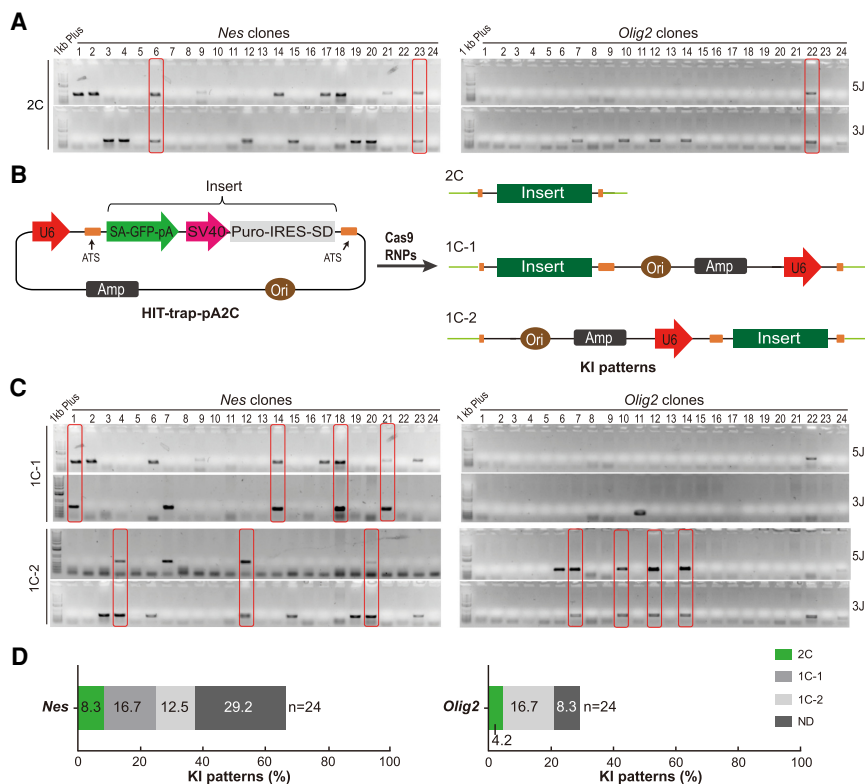 A
1kb Plus
Nes clones
1 2 3 4 5 6 7 8 9 10 11 12 13 14 15 16 17 18 19 20 21 22 23 24
1 kb Plus
Olig2 clones
1 2 3 4 5 6 7 8 9 10 11 12 13 14 15 16 17 18 19 20 21 22 23 24
2C
5J
3J
B
Insert
U6
SA-GFP-pA
SV40
Puro-IRES-SD
ATS
ATS
Amp
Ori
HIT-trap-pA2C
Cas9
RNPs
2C
Insert
1C-1
Insert
Ori
Amp
U6
1C-2
Ori
Amp
U6
Insert
KI patterns
C
1kb Plus
Nes clones
1 2 3 4 5 6 7 8 9 10 11 12 13 14 15 16 17 18 19 20 21 22 23 24
1 kb Plus
Olig2 clones
1 2 3 4 5 6 7 8 9 10 11 12 13 14 15 16 17 18 19 20 21 22 23 24
1C-1
5J
3J
1C-2
5J
3J
D
Nes
8.3 16.7 12.5 29.2 n=24
0 20 40 60 80 100
KI patterns (%)
Olig2
16.7 8.3 n=24
4.2
0 20 40 60 80 100
KI patterns (%)
2C
1C-1
1C-2
ND